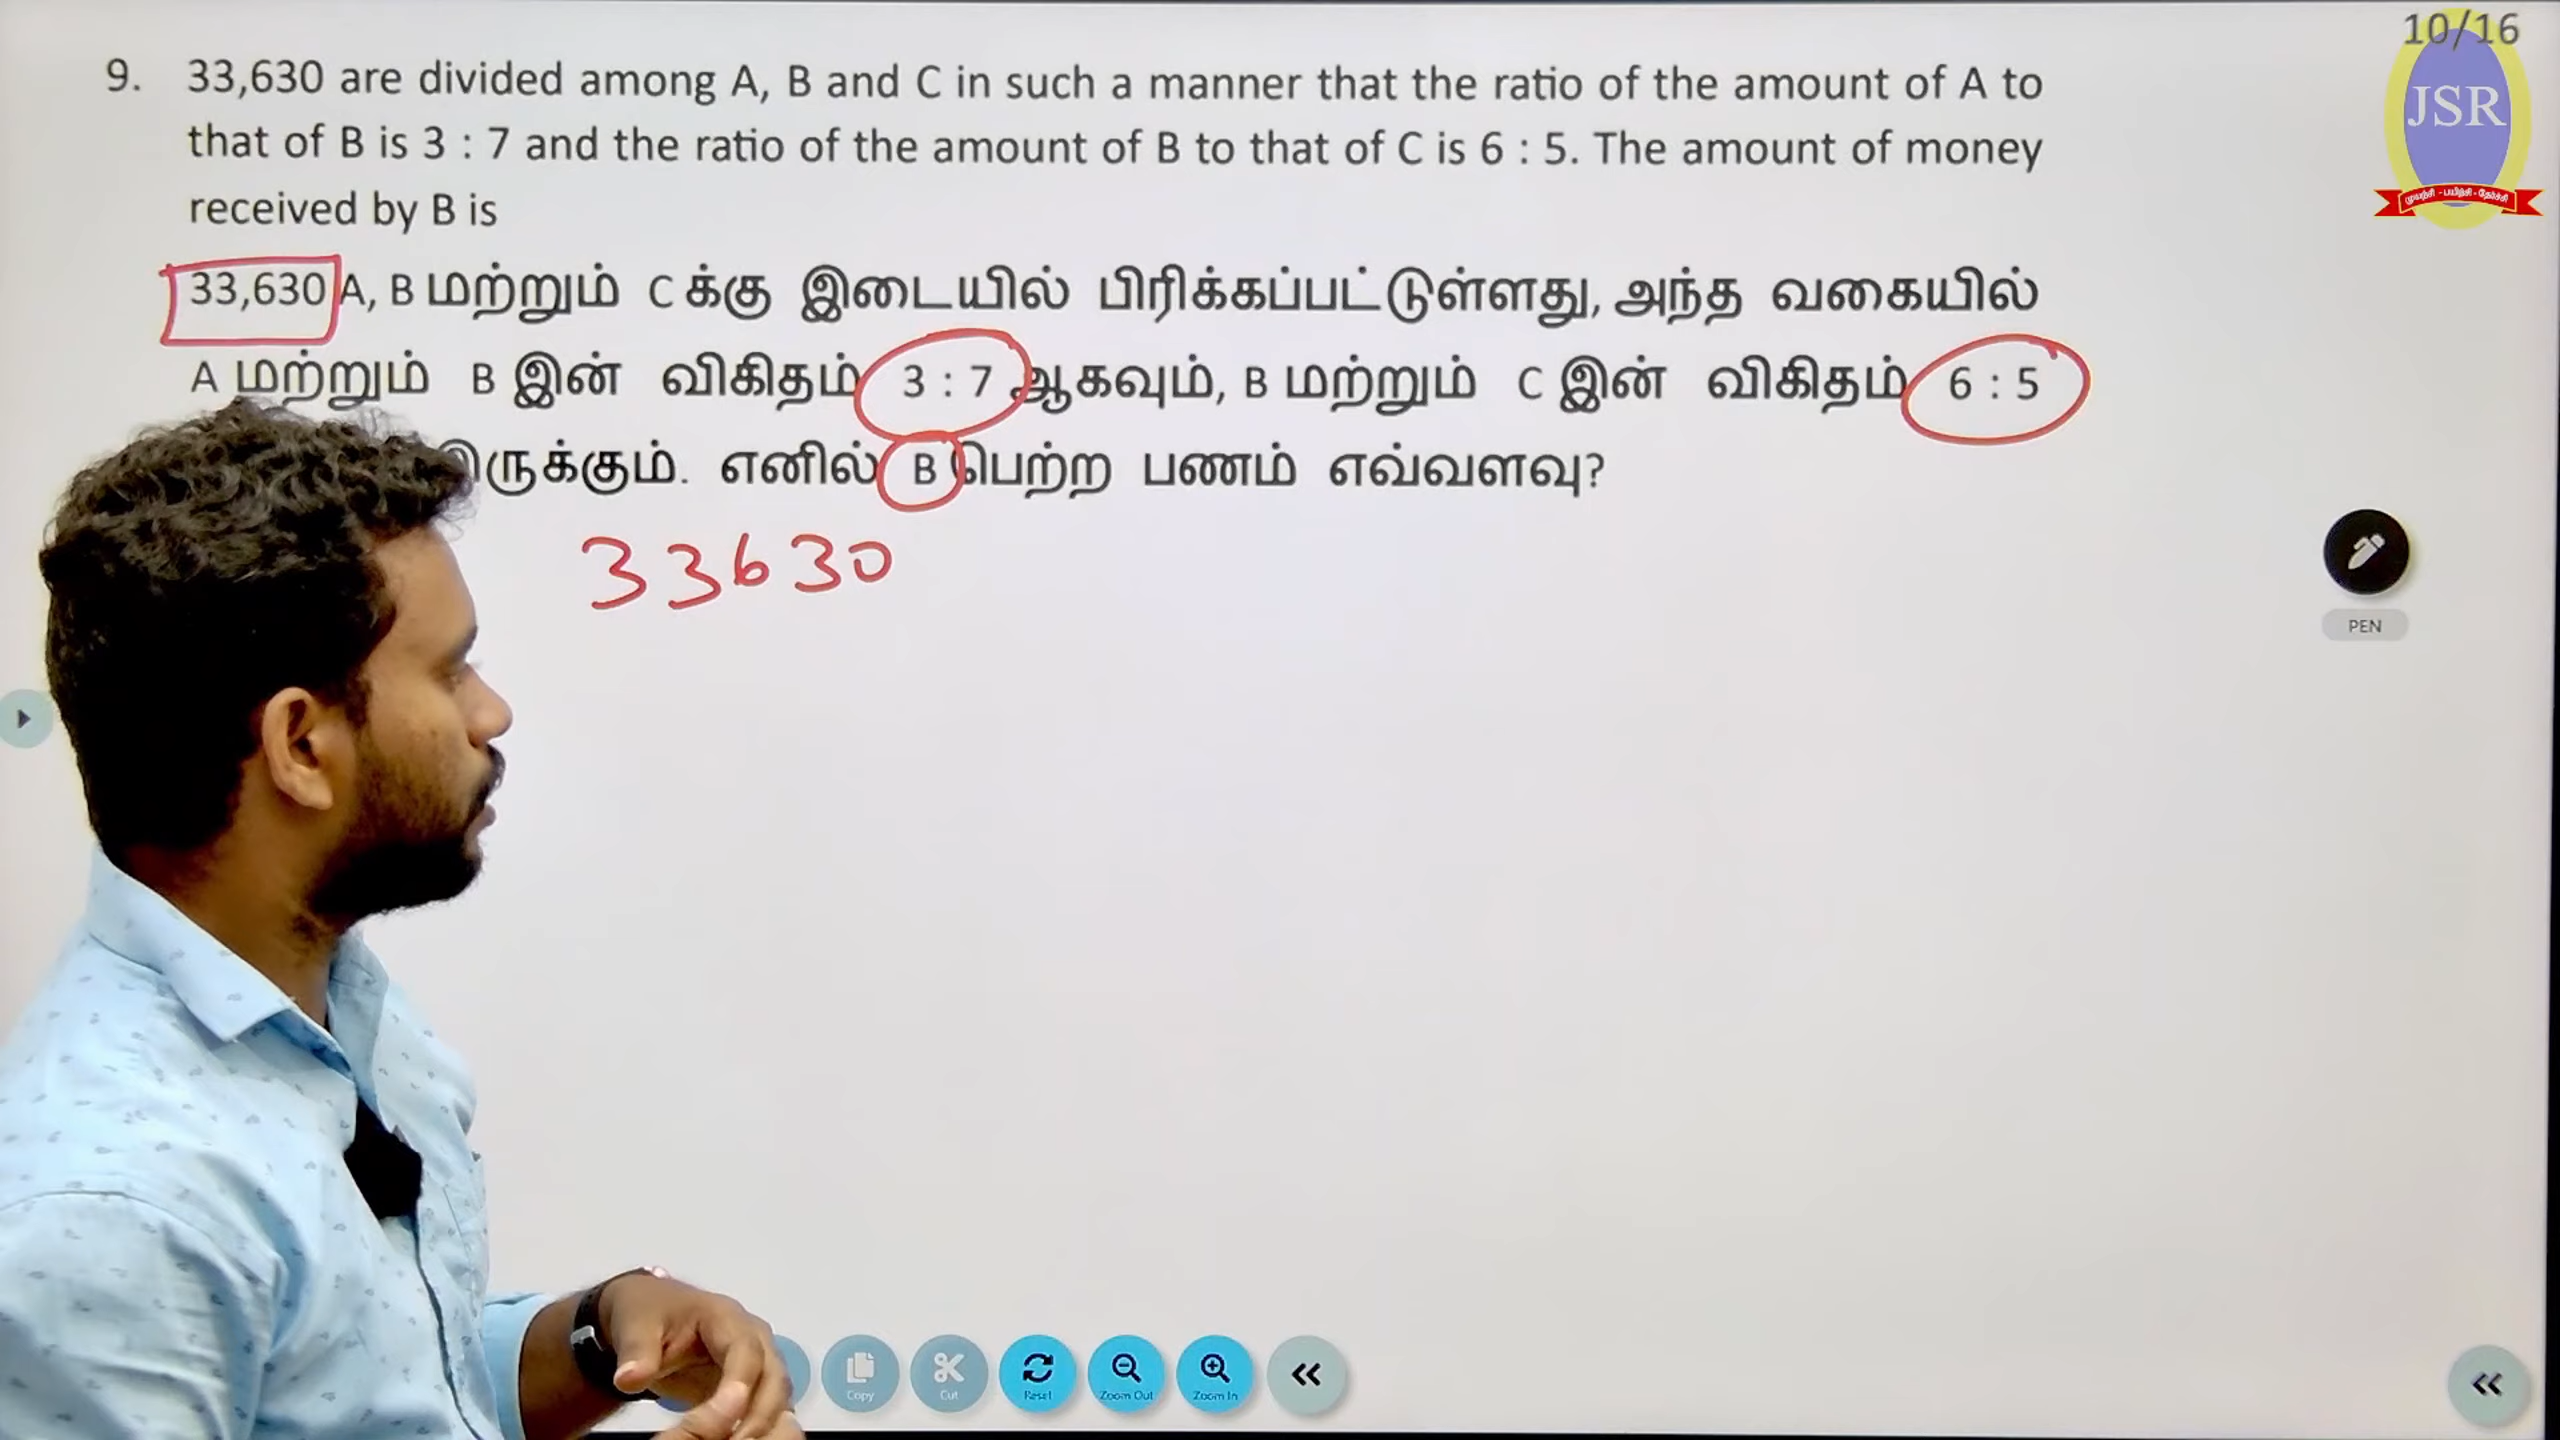 10/16
JSR
முயற்சி - பயிற்சி - தேர்ச்சி
9. 33,630 are divided among A, B and C in such a manner that the ratio of the amount of A to
that of B is 3 : 7 and the ratio of the amount of B to that of C is 6 : 5. The amount of money
received by B is
33,630 A, B மற்றும் C க்கு இடையில் பிரிக்கப்பட்டுள்ளது, அந்த வகையில்
A மற்றும் B இன் விகிதம் 3 : 7 ஆகவும், B மற்றும் C இன் விகிதம் 6 : 5
எனில் B பெற்ற பணம் எவ்வளவு?
33630
PEN
Copy
Cut
Reset
Zoom Out
Zoom In